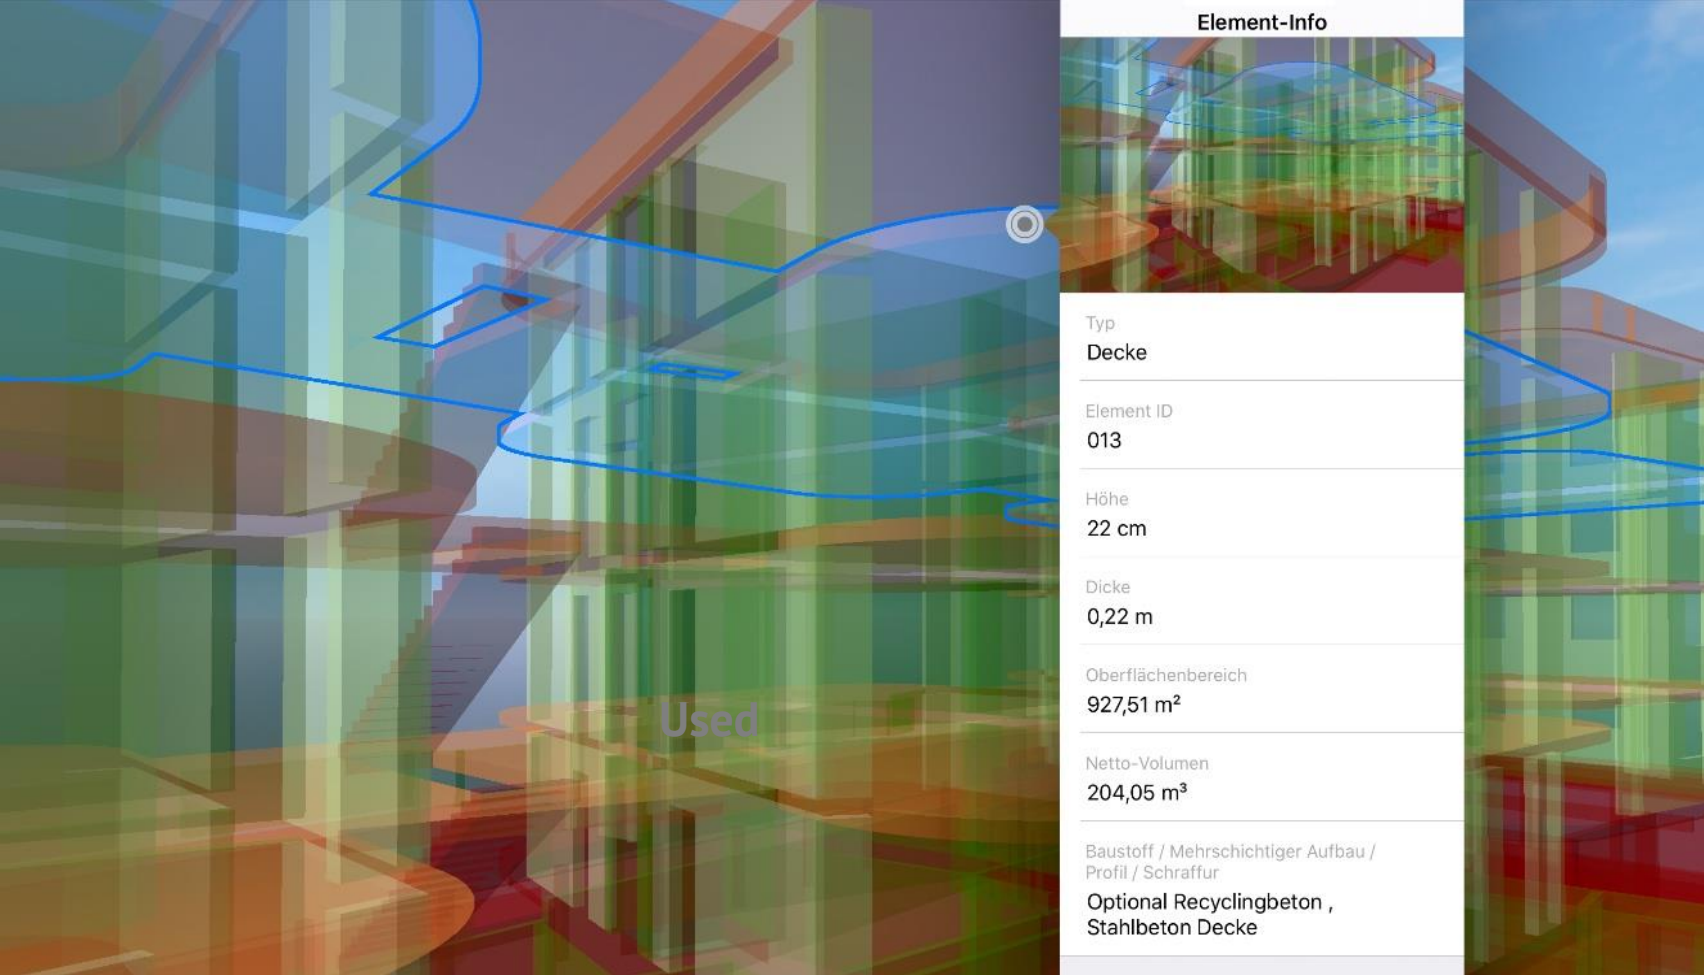 Element-Info
Typ
Decke
Element ID
013
Höhe
22 cm
Dicke
0,22 m
Oberflächenbereich
927,51 m²
Netto-Volumen
204,05 m³
Baustoff / Mehrschichtiger Aufbau /
Profil / Schraffur
Optional Recyclingbeton ,
Stahlbeton Decke
Used